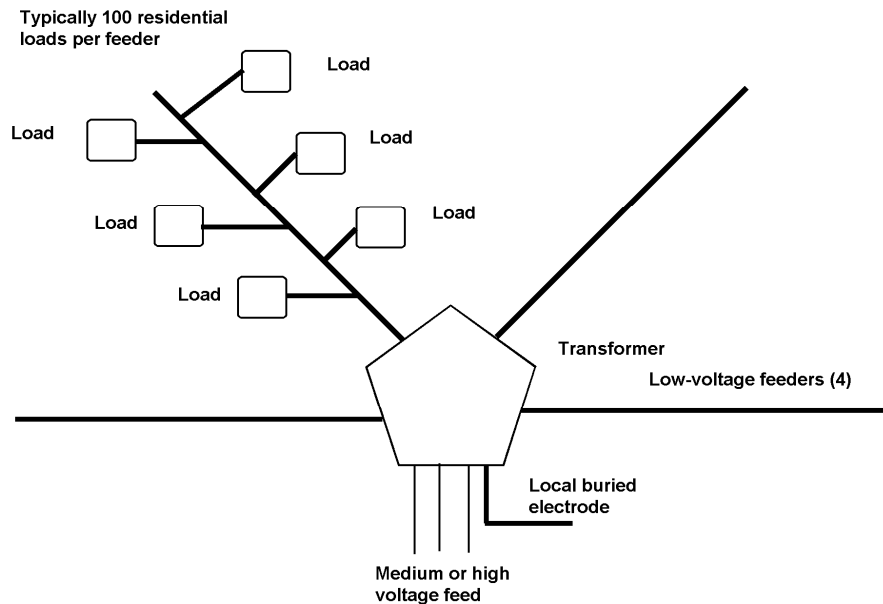 Typically 100 residential
loads per feeder
Load
Load
Load
Load
Load
Load
Transformer
Low-voltage feeders (4)
Local buried
electrode
Medium or high
voltage feed